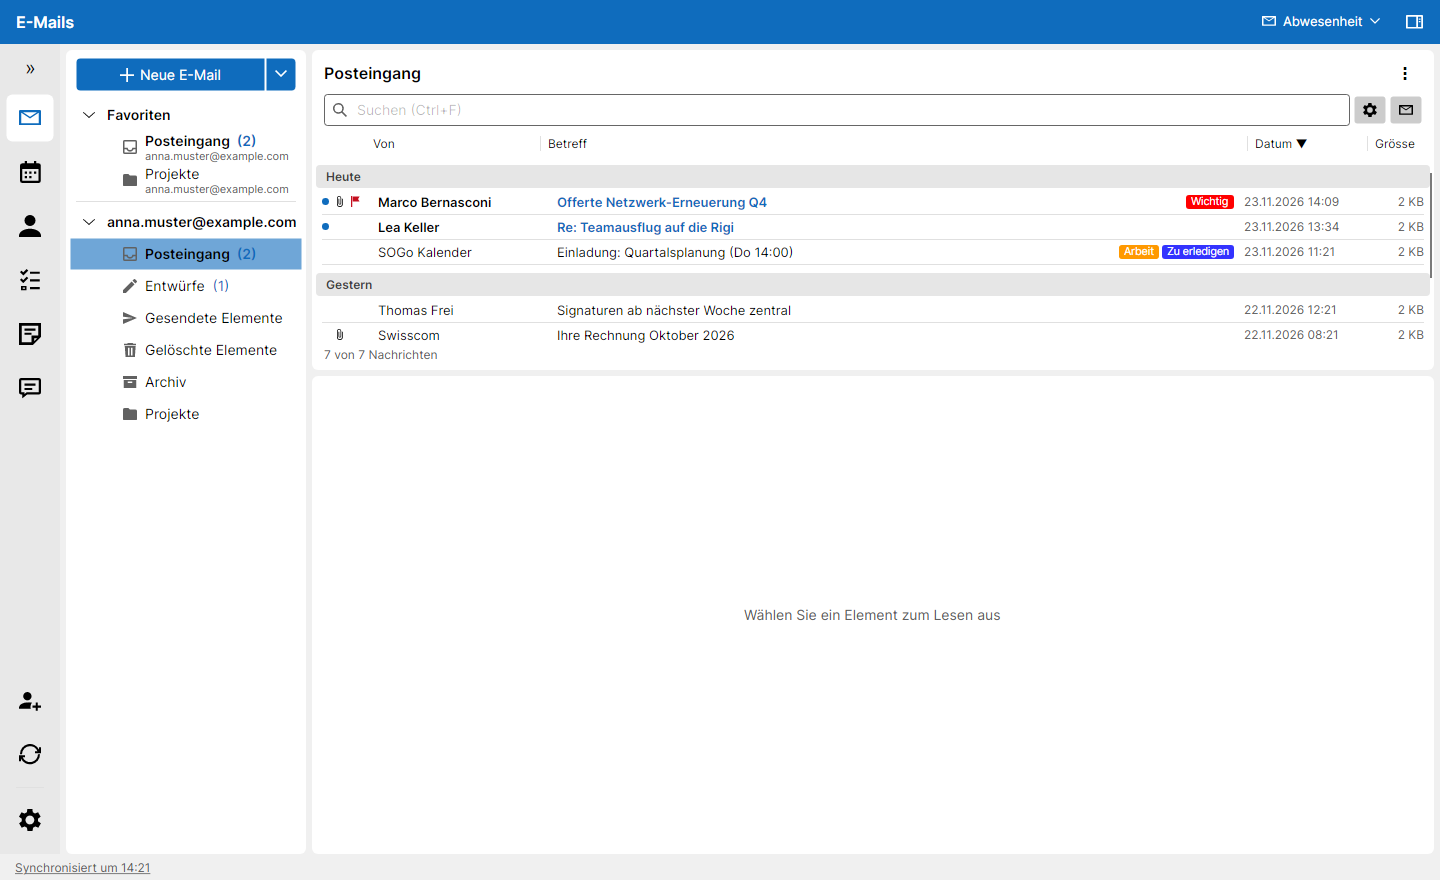 E-Mails
Abwesenheit
»
Neue E-Mail
Favoriten
Posteingang (2)
anna.muster@example.com
Projekte
anna.muster@example.com
anna.muster@example.com
Posteingang (2)
Entwürfe (1)
Gesendete Elemente
Gelöschte Elemente
Archiv
Projekte
Posteingang
Suchen (Ctrl+F)
Von Betreff Datum ▼ Grösse
Heute
Marco Bernasconi Offerte Netzwerk-Erneuerung Q4 Wichtig 23.11.2026 14:09 2 KB
Lea Keller Re: Teamausflug auf die Rigi 23.11.2026 13:34 2 KB
SOGo Kalender Einladung: Quartalsplanung (Do 14:00) Arbeit Zu erledigen 23.11.2026 11:21 2 KB
Gestern
Thomas Frei Signaturen ab nächster Woche zentral 22.11.2026 12:21 2 KB
Swisscom Ihre Rechnung Oktober 2026 22.11.2026 08:21 2 KB
7 von 7 Nachrichten
Wählen Sie ein Element zum Lesen aus
Synchronisiert um 14:21